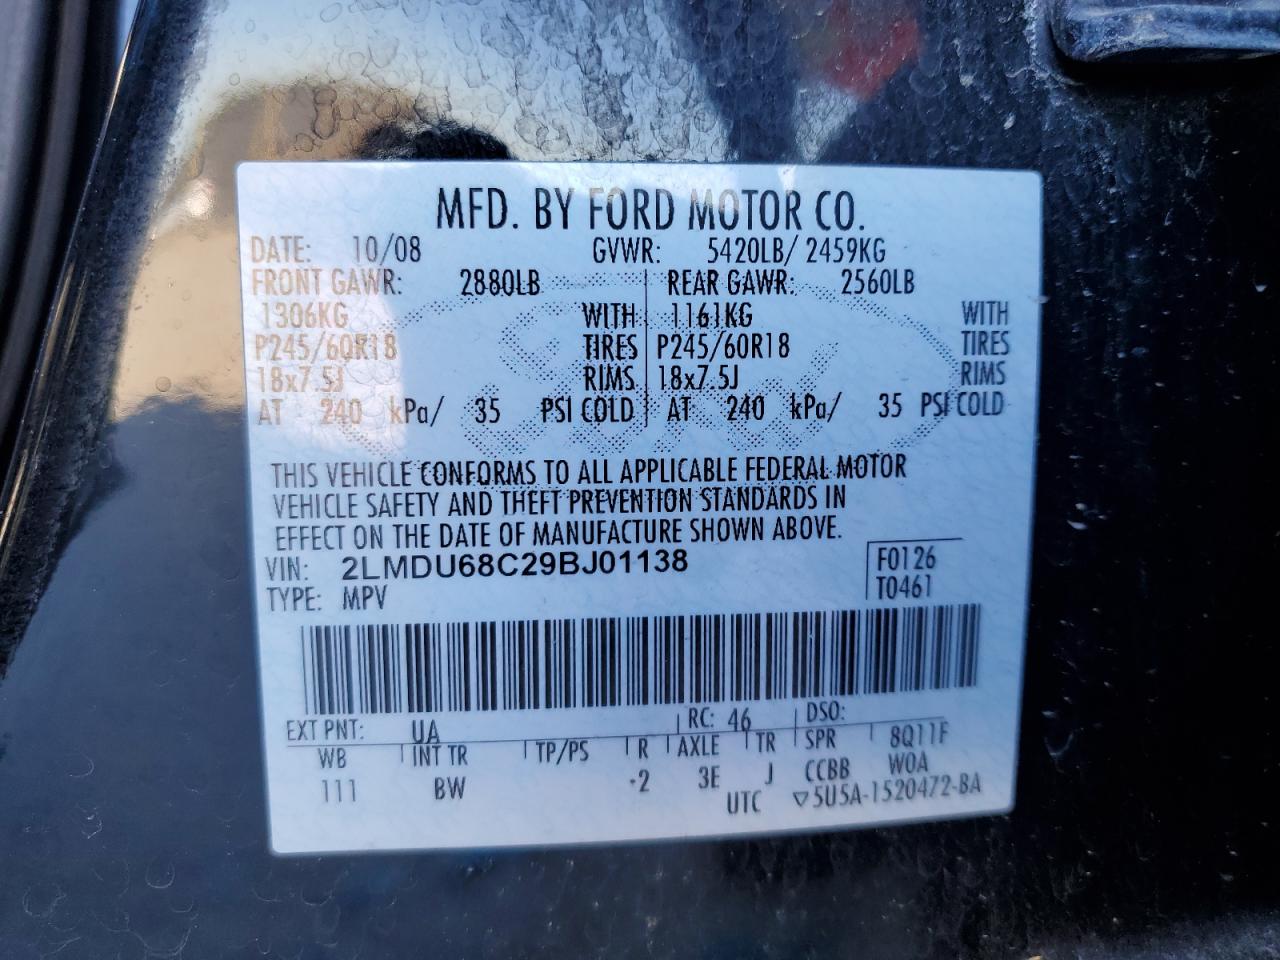 MFD. BY FORD MOTOR CO.
DATE: 10/08 GVWR: 5420LB/ 2459KG
FRONT GAWR: 2880LB REAR GAWR: 2560LB
1306KG WITH 1161KG WITH
P245/60R18 TIRES P245/60R18 TIRES
18x7.5J RIMS 18x7.5J RIMS
AT 240 kPa/ 35 PSI COLD AT 240 kPa/ 35 PSI COLD
THIS VEHICLE CONFORMS TO ALL APPLICABLE FEDERAL MOTOR
VEHICLE SAFETY AND THEFT PREVENTION STANDARDS IN
EFFECT ON THE DATE OF MANUFACTURE SHOWN ABOVE.
VIN: 2LMDU68C29BJ01138 F0126
TYPE: MPV T0461
EXT PNT: UA RC: 46 DSO:
WB INT TR TP/PS R AXLE TR SPR 8Q11F
111 BW 2 3E J CCBB WOA
UTC ▽5U5A-1520472-BA